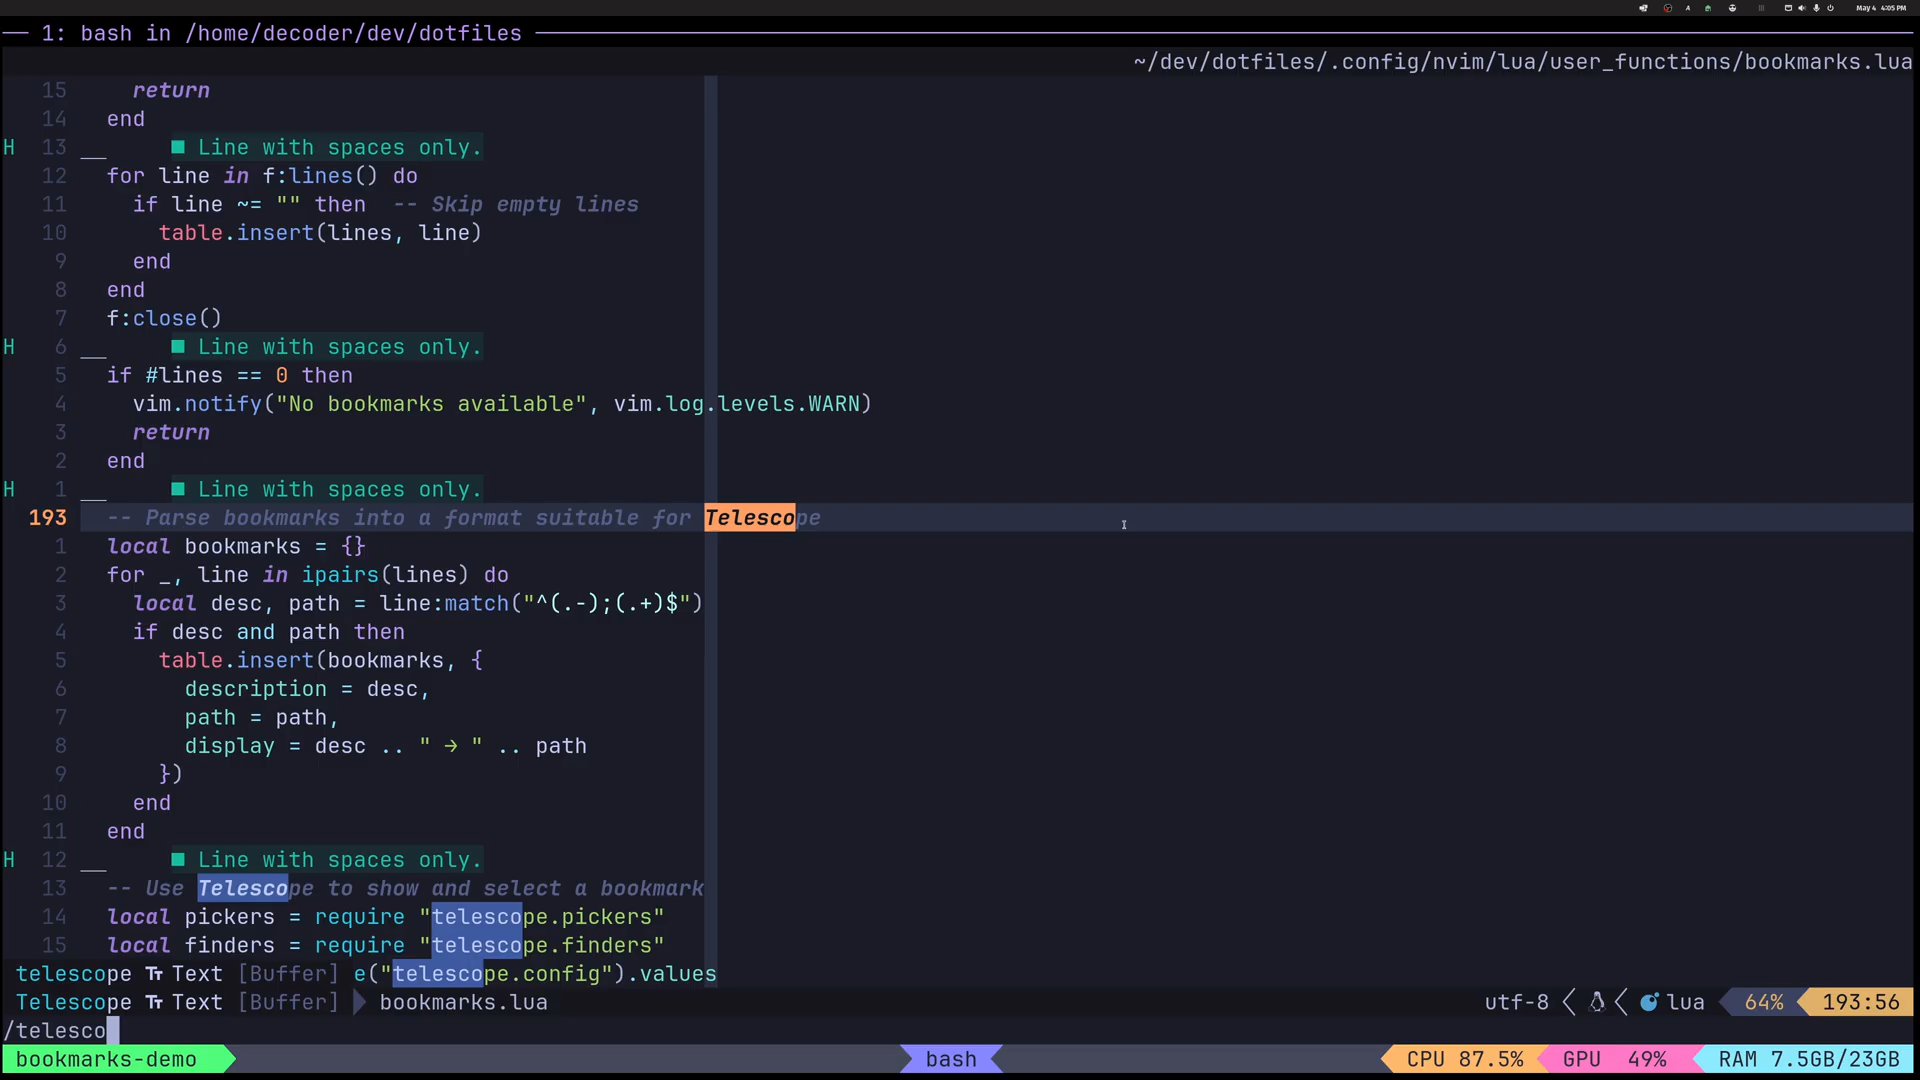 May 4 4:05 PM
1: bash in /home/decoder/dev/dotfiles
~/dev/dotfiles/.config/nvim/lua/user_functions/bookmarks.lua
15 return
14 end
H 13 __ ■ Line with spaces only.
12 for line in f:lines() do
11 if line ~= "" then -- Skip empty lines
10 table.insert(lines, line)
9 end
8 end
7 f:close()
H 6 __ ■ Line with spaces only.
5 if #lines == 0 then
4 vim.notify("No bookmarks available", vim.log.levels.WARN)
3 return
2 end
H 1 __ ■ Line with spaces only.
193 -- Parse bookmarks into a format suitable for Telescope
1 local bookmarks = {}
2 for _, line in ipairs(lines) do
3 local desc, path = line:match("^(.-);(.+)$")
4 if desc and path then
5 table.insert(bookmarks, {
6 description = desc,
7 path = path,
8 display = desc .. " → " .. path
9 })
10 end
11 end
H 12 __ ■ Line with spaces only.
13 -- Use Telescope to show and select a bookmark
14 local pickers = require "telescope.pickers"
15 local finders = require "telescope.finders"
telescope Tт Text [Buffer] e("telescope.config").values
Telescope Tт Text [Buffer] bookmarks.lua utf-8 lua 64% 193:56
/telesco
bookmarks-demo bash CPU 87.5% GPU 49% RAM 7.5GB/23GB